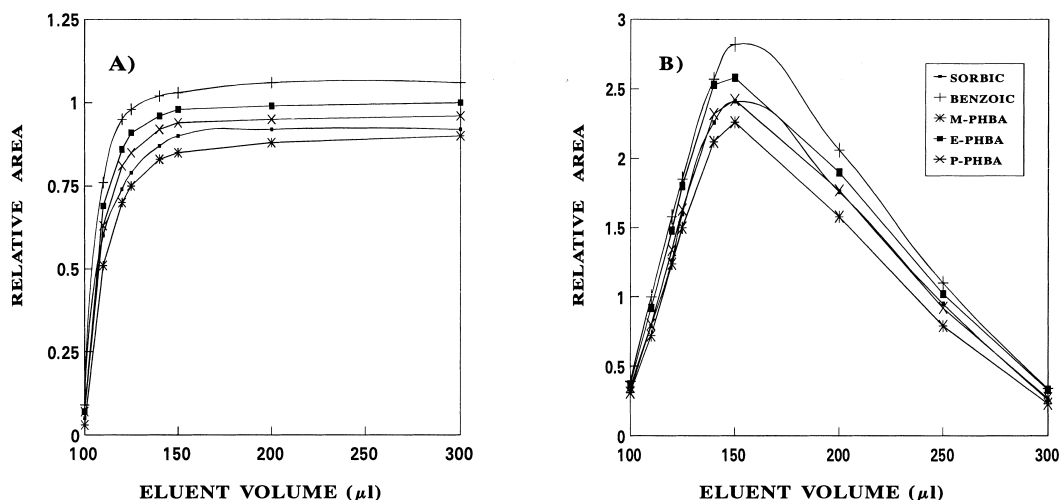 A)
RELATIVE AREA
1.25
1
0.75
0.5
0.25
0
100
150
200
250
300
ELUENT VOLUME (μl)
B)
RELATIVE AREA
3
2.5
2
1.5
1
0.5
0
100
150
200
250
300
ELUENT VOLUME (μl)
SORBIC
BENZOIC
M-PHBA
E-PHBA
P-PHBA